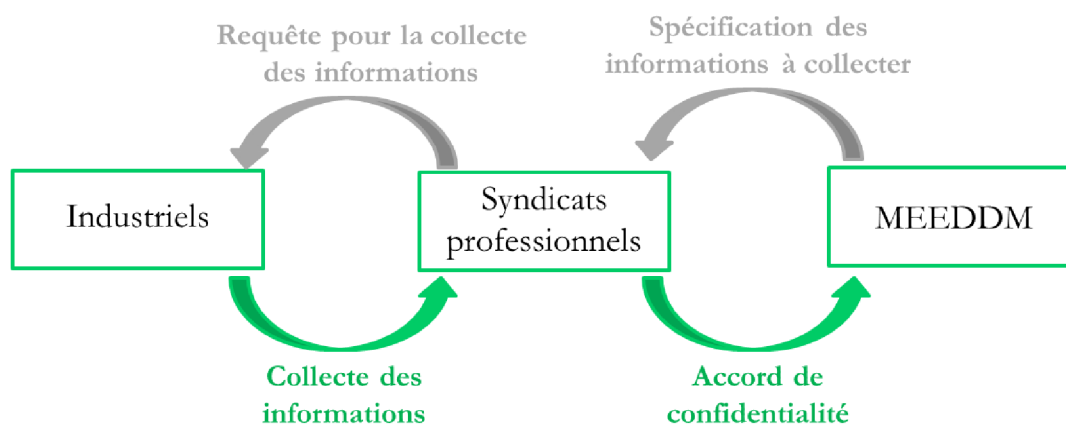 Requête pour la collecte
des informations
Spécification des
informations à collecter
Industriels
Syndicats
professionnels
MEEDDM
Collecte des
informations
Accord de
confidentialité